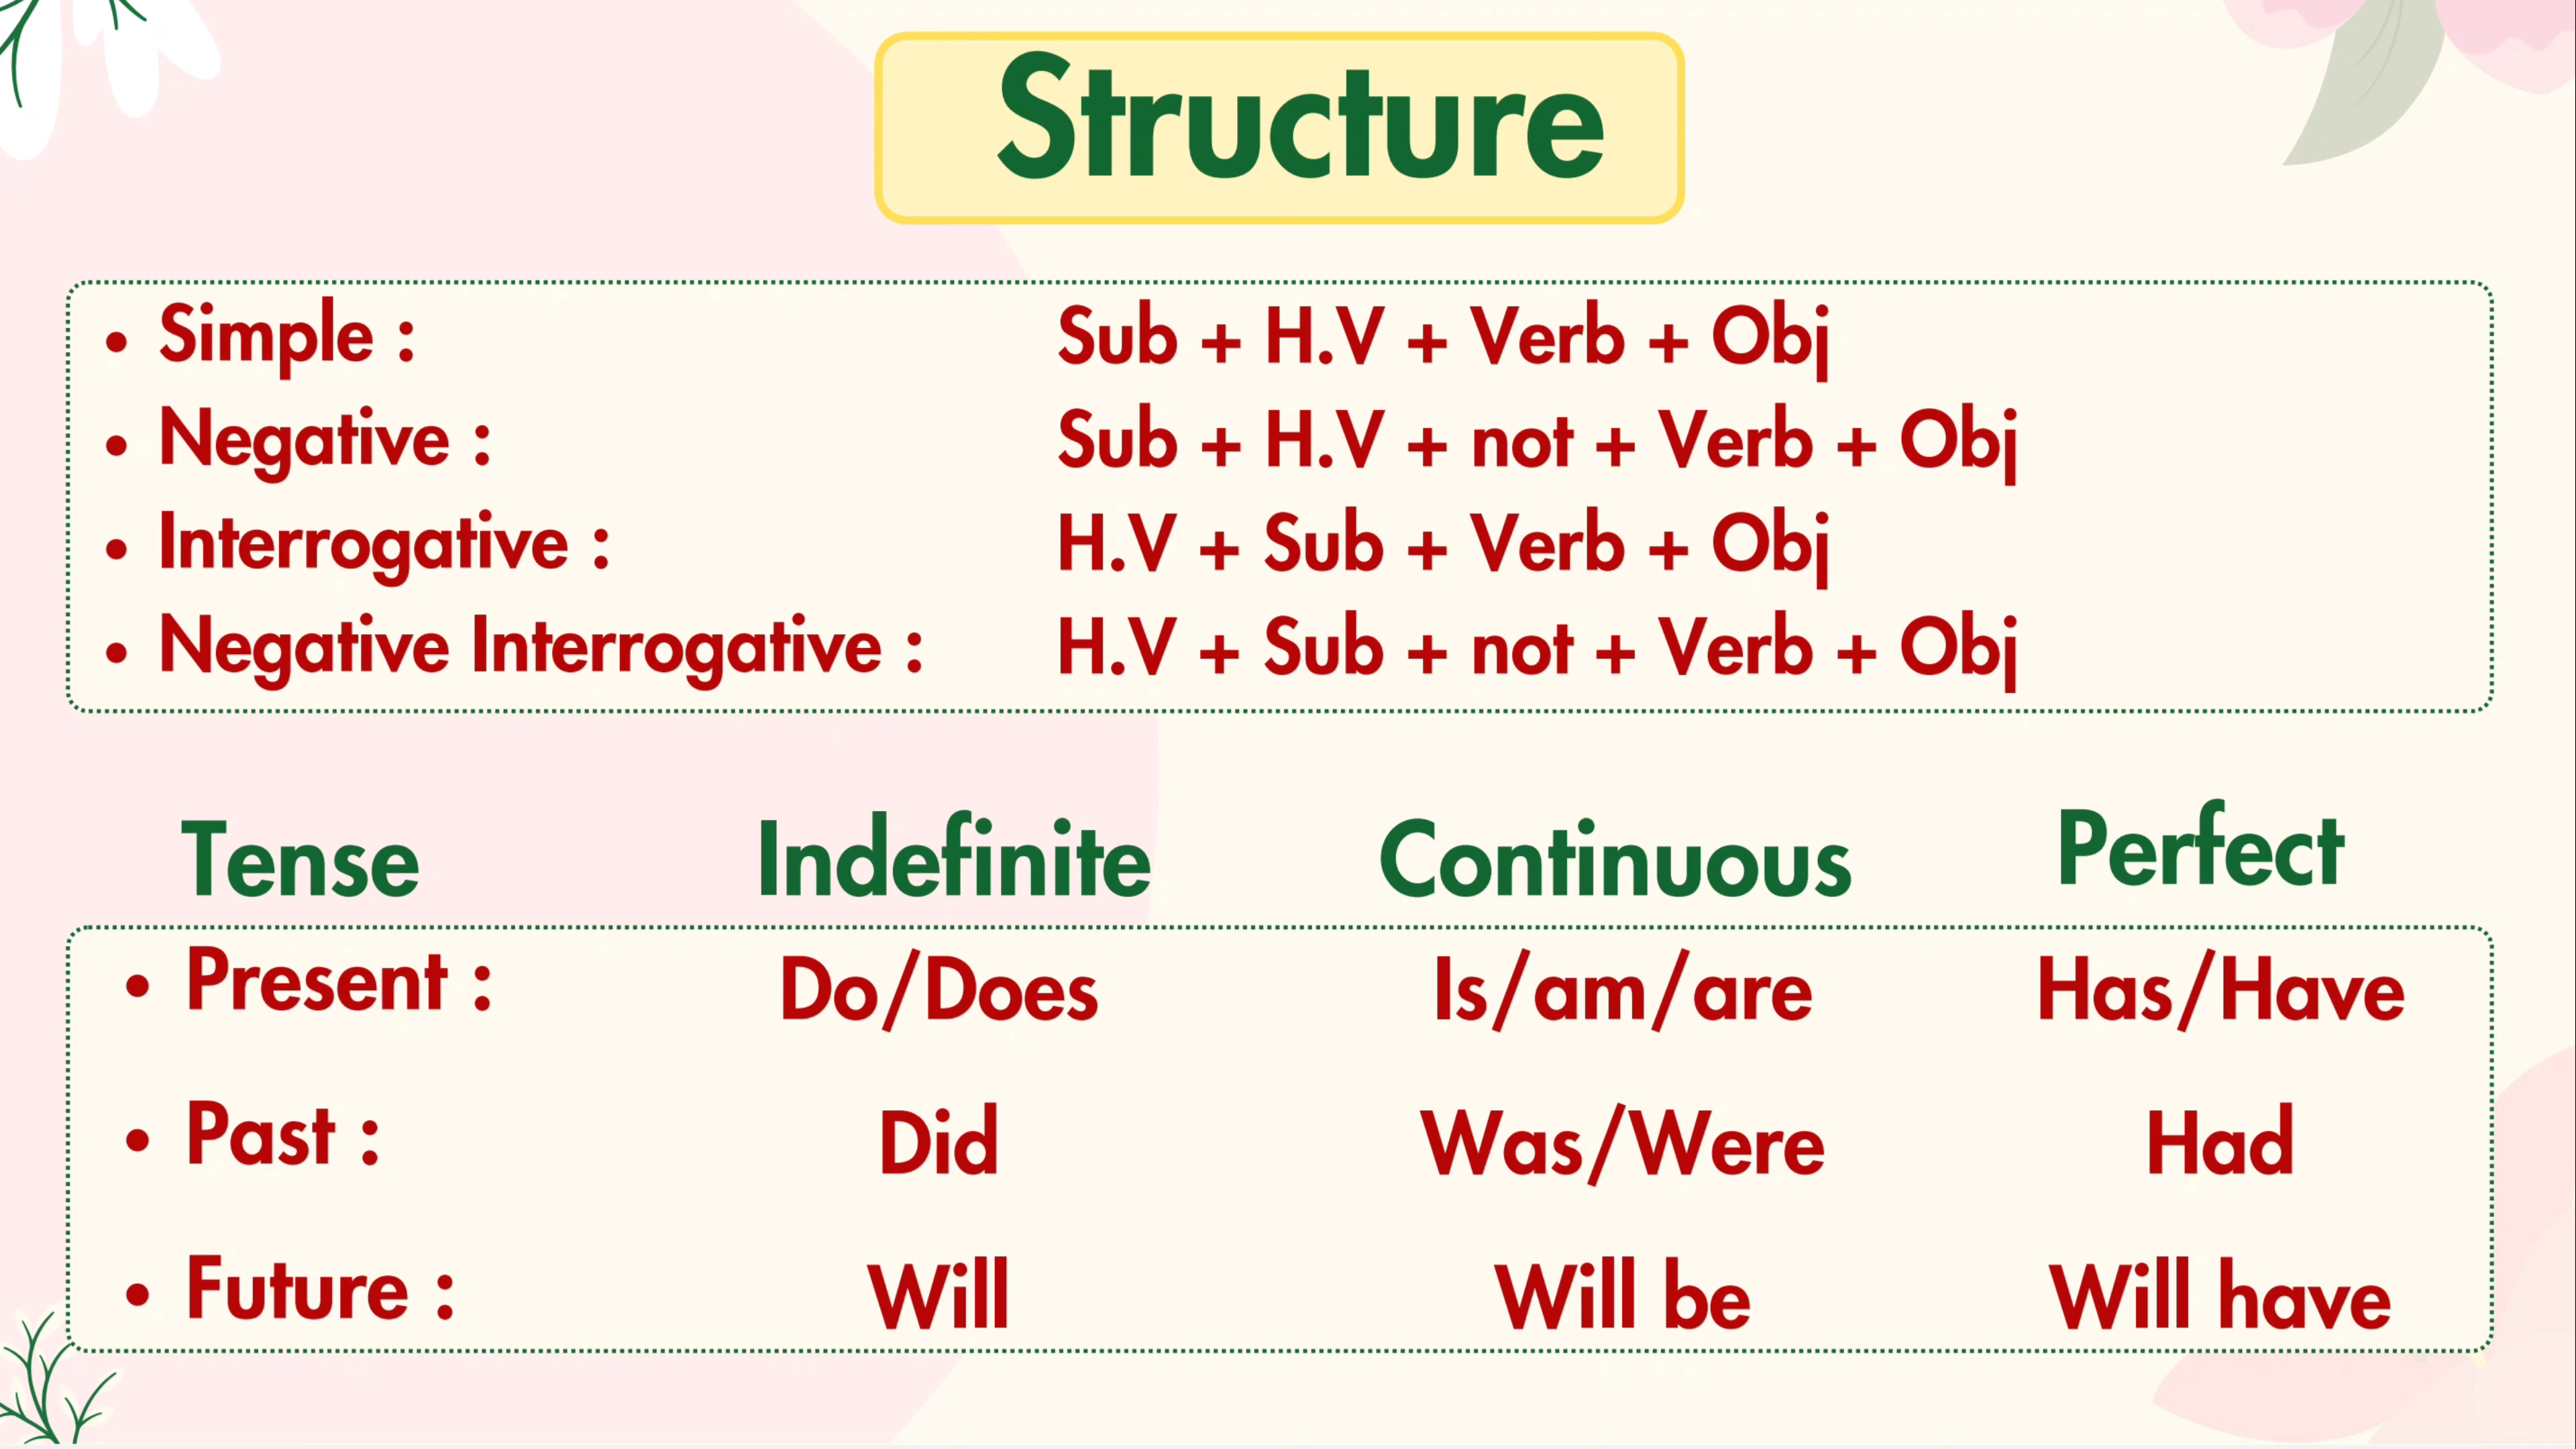 Structure
• Simple : Sub + H.V + Verb + Obj
• Negative : Sub + H.V + not + Verb + Obj
• Interrogative : H.V + Sub + Verb + Obj
• Negative Interrogative : H.V + Sub + not + Verb + Obj
Tense Indefinite Continuous Perfect
• Present : Do/Does Is/am/are Has/Have
• Past : Did Was/Were Had
• Future : Will Will be Will have